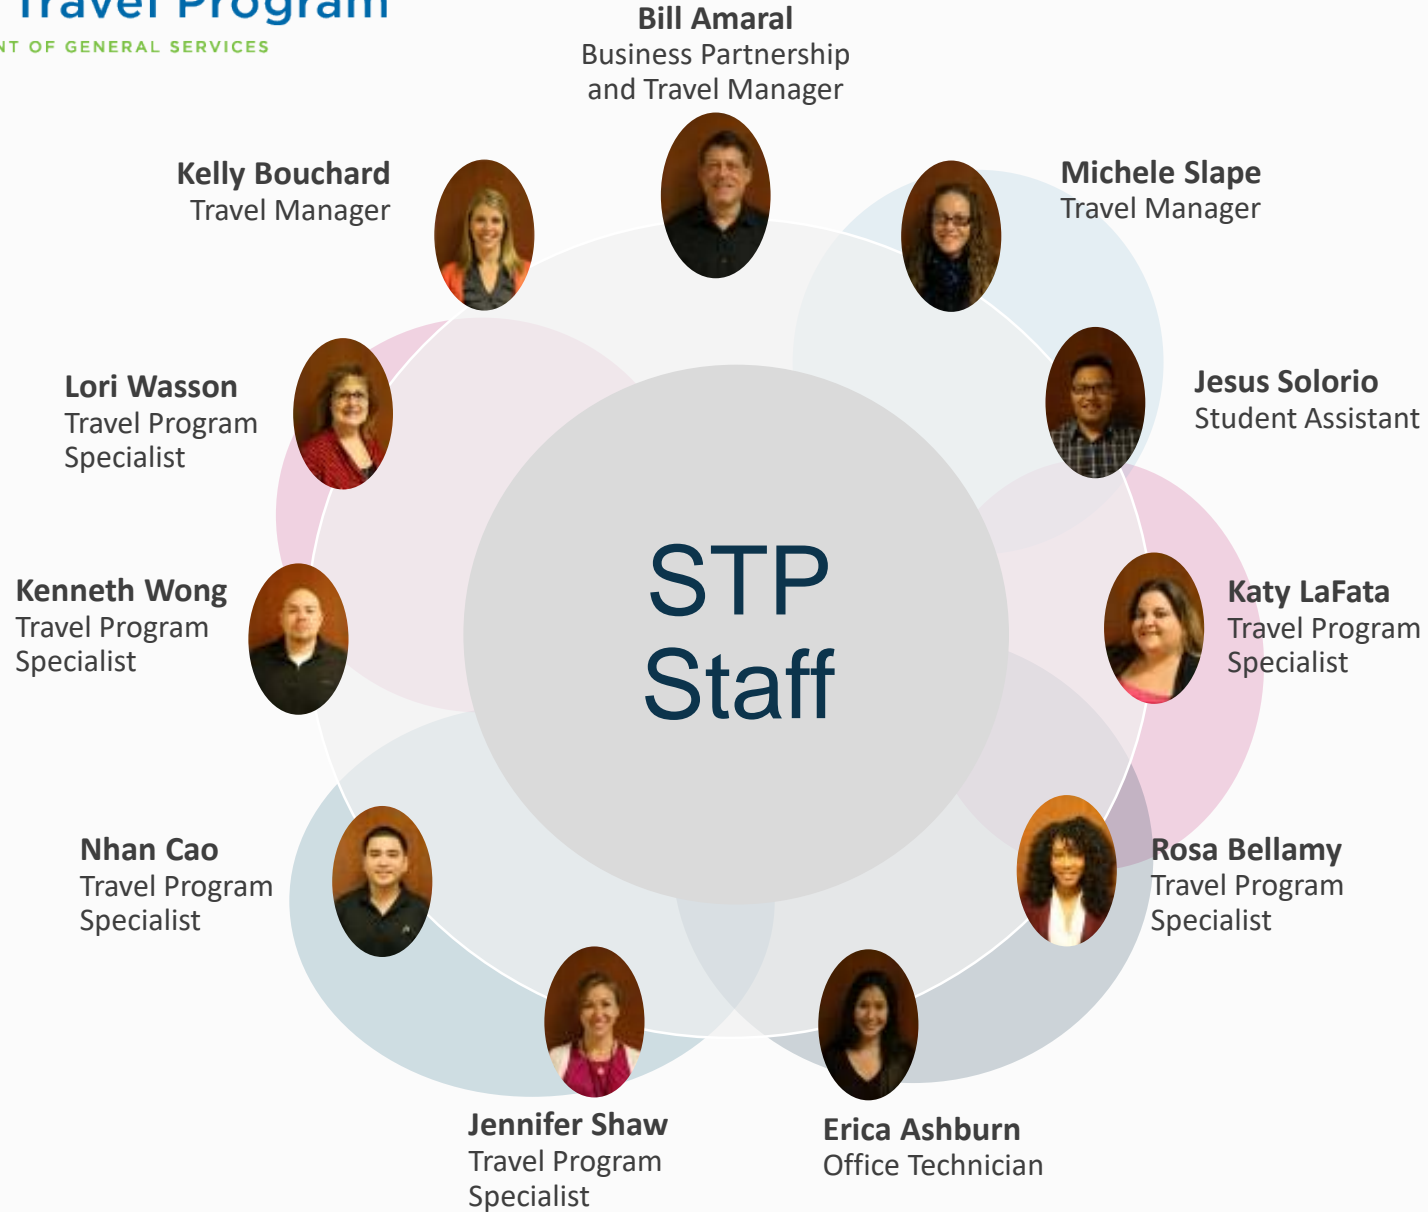 Travel Program
NT OF GENERAL SERVICES
Bill Amaral
Business Partnership
and Travel Manager
Kelly Bouchard
Travel Manager
Michele Slape
Travel Manager
Lori Wasson
Travel Program
Specialist
Jesus Solorio
Student Assistant
STP
Staff
Kenneth Wong
Travel Program
Specialist
Katy LaFata
Travel Program
Specialist
Nhan Cao
Travel Program
Specialist
Rosa Bellamy
Travel Program
Specialist
Jennifer Shaw
Travel Program
Specialist
Erica Ashburn
Office Technician